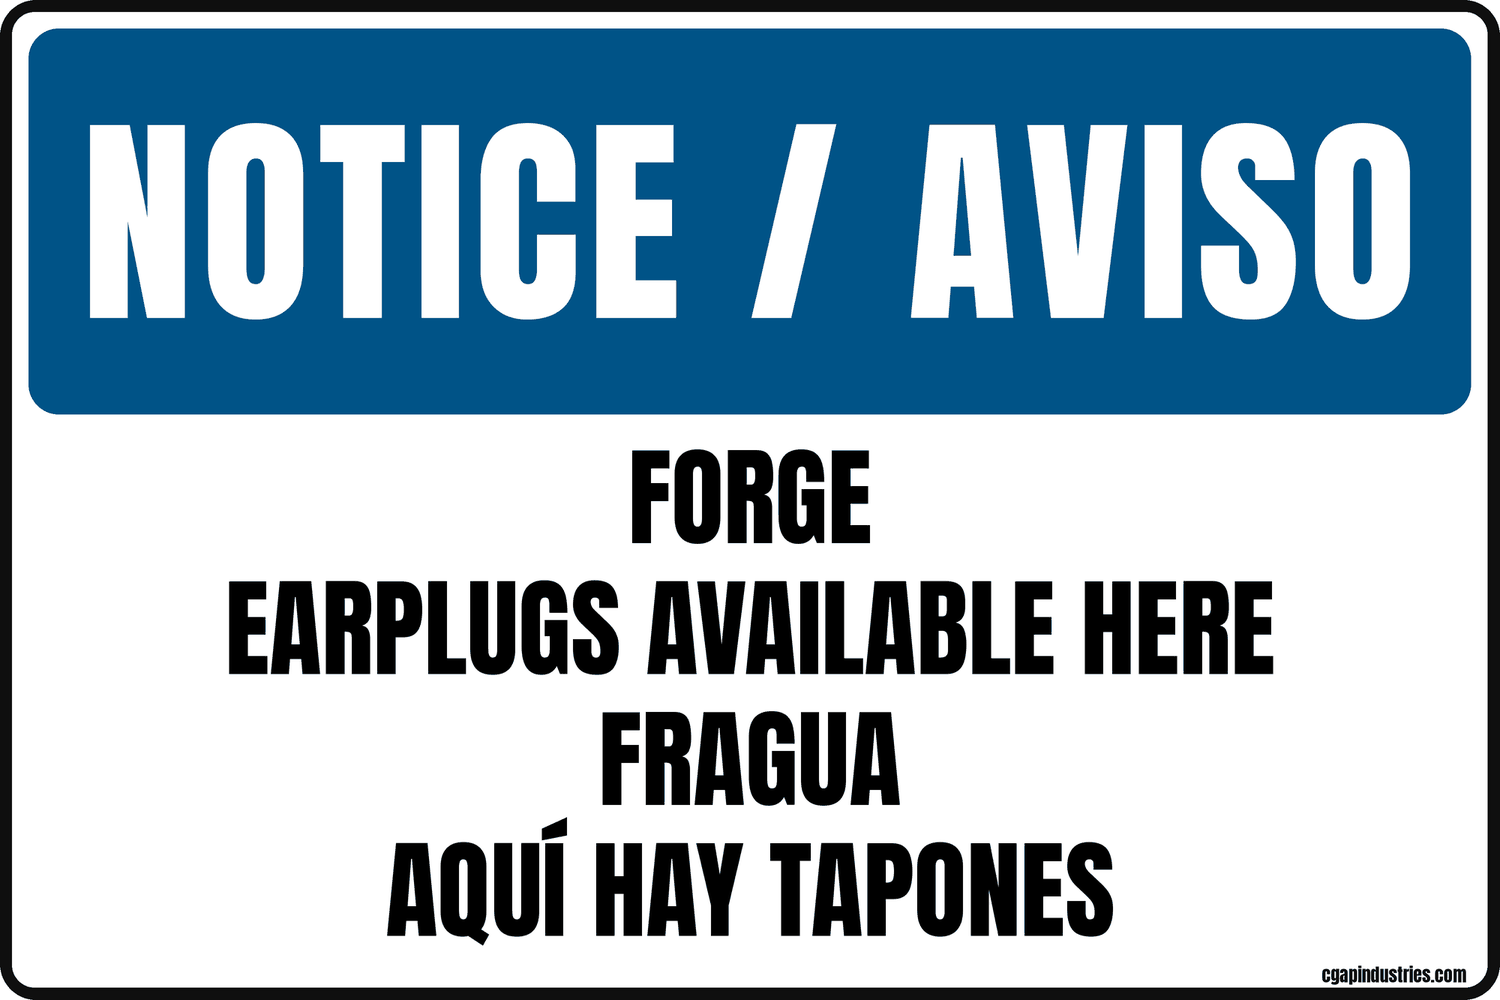 NOTICE / AVISO
FORGE
EARPLUGS AVAILABLE HERE
FRAGUA
AQUÍ HAY TAPONES
cgapindustries.com